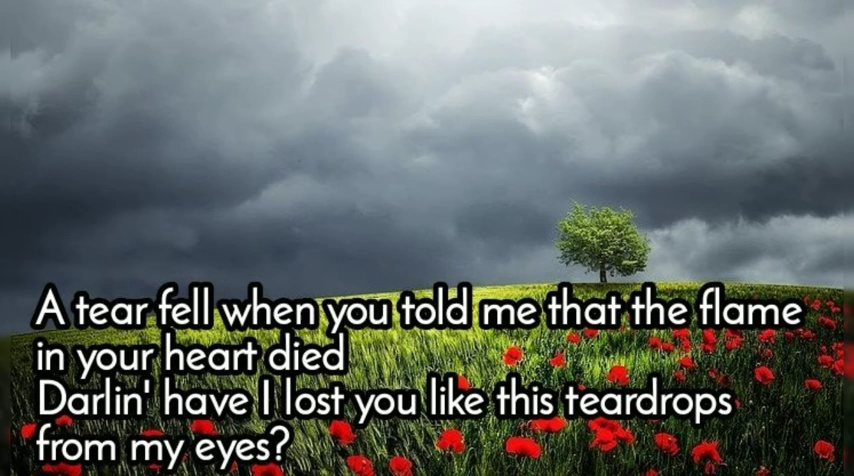 A tear fell when you told me that the flame
in your heart died
Darlin' have I lost you like this teardrops
from my eyes?